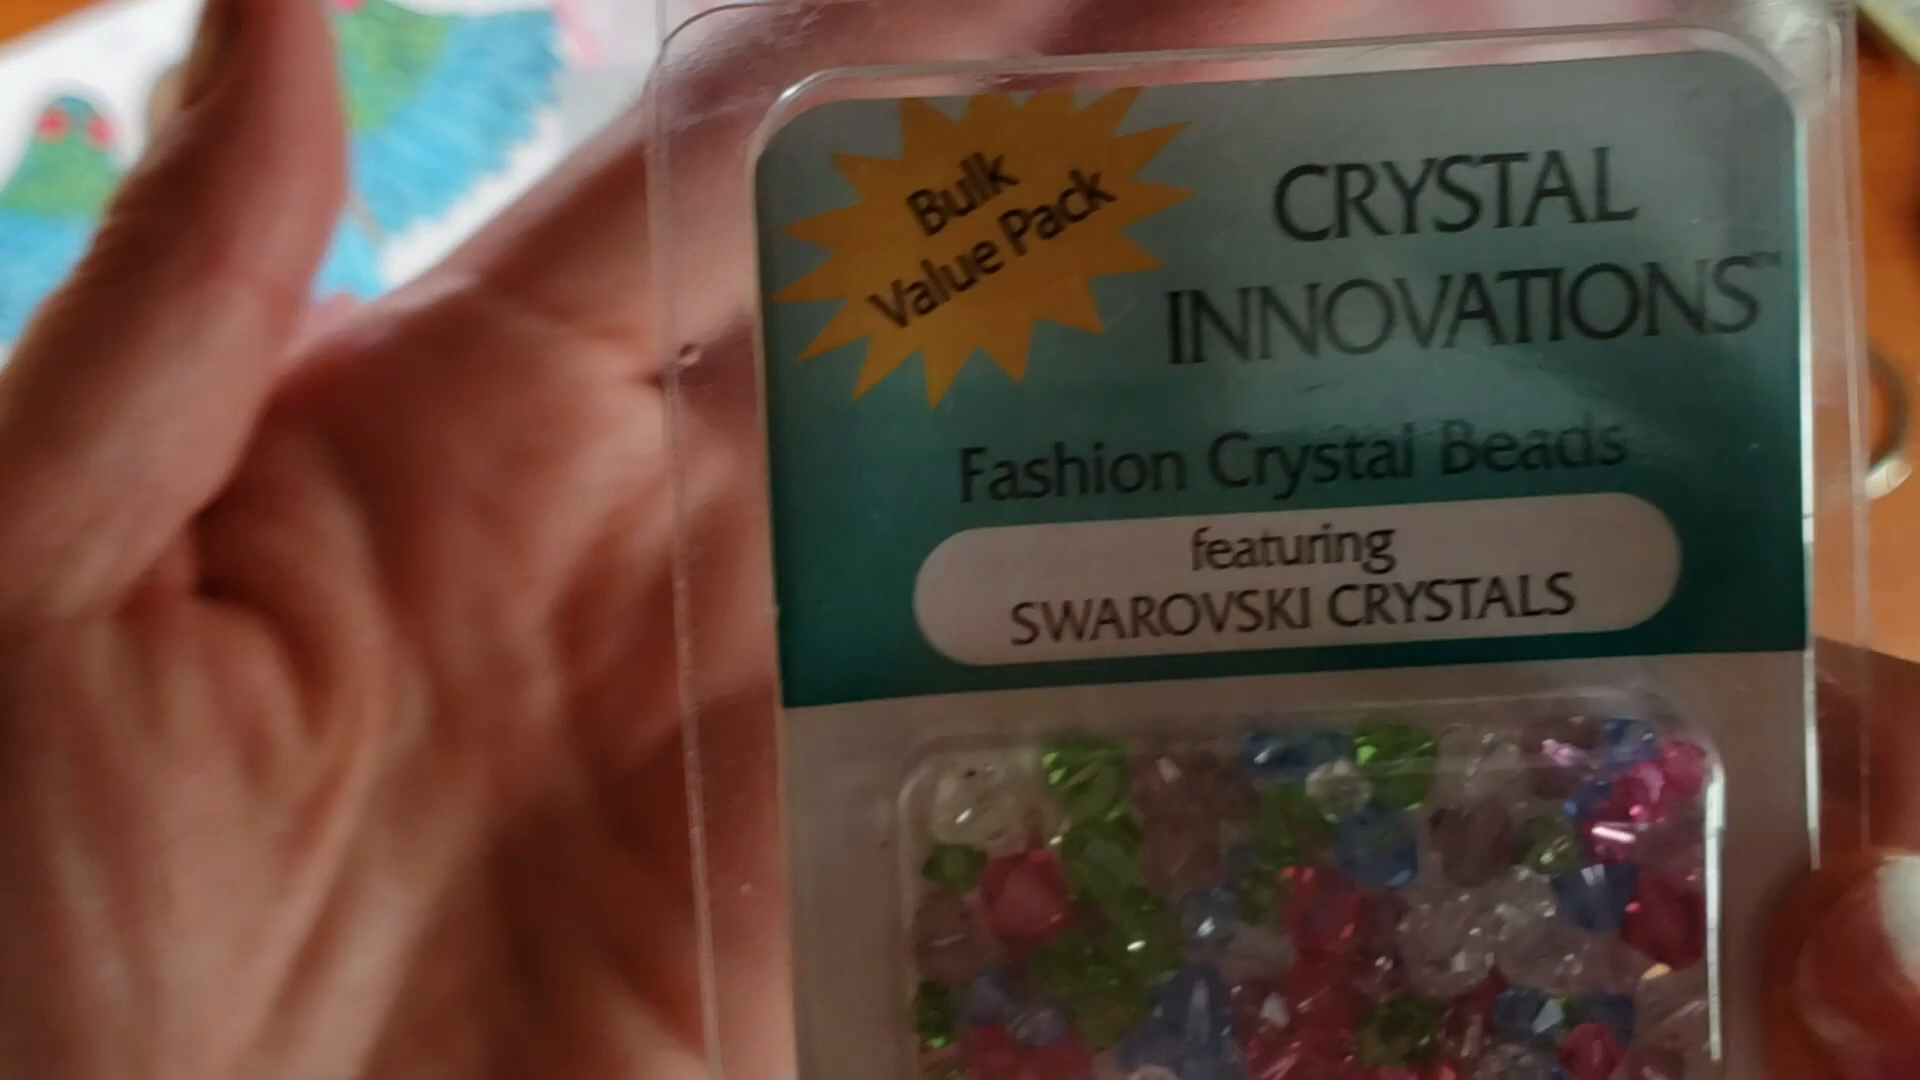 Bulk
Value Pack
CRYSTAL
INNOVATIONS™
Fashion Crystal Beads
featuring
SWAROVSKI CRYSTALS